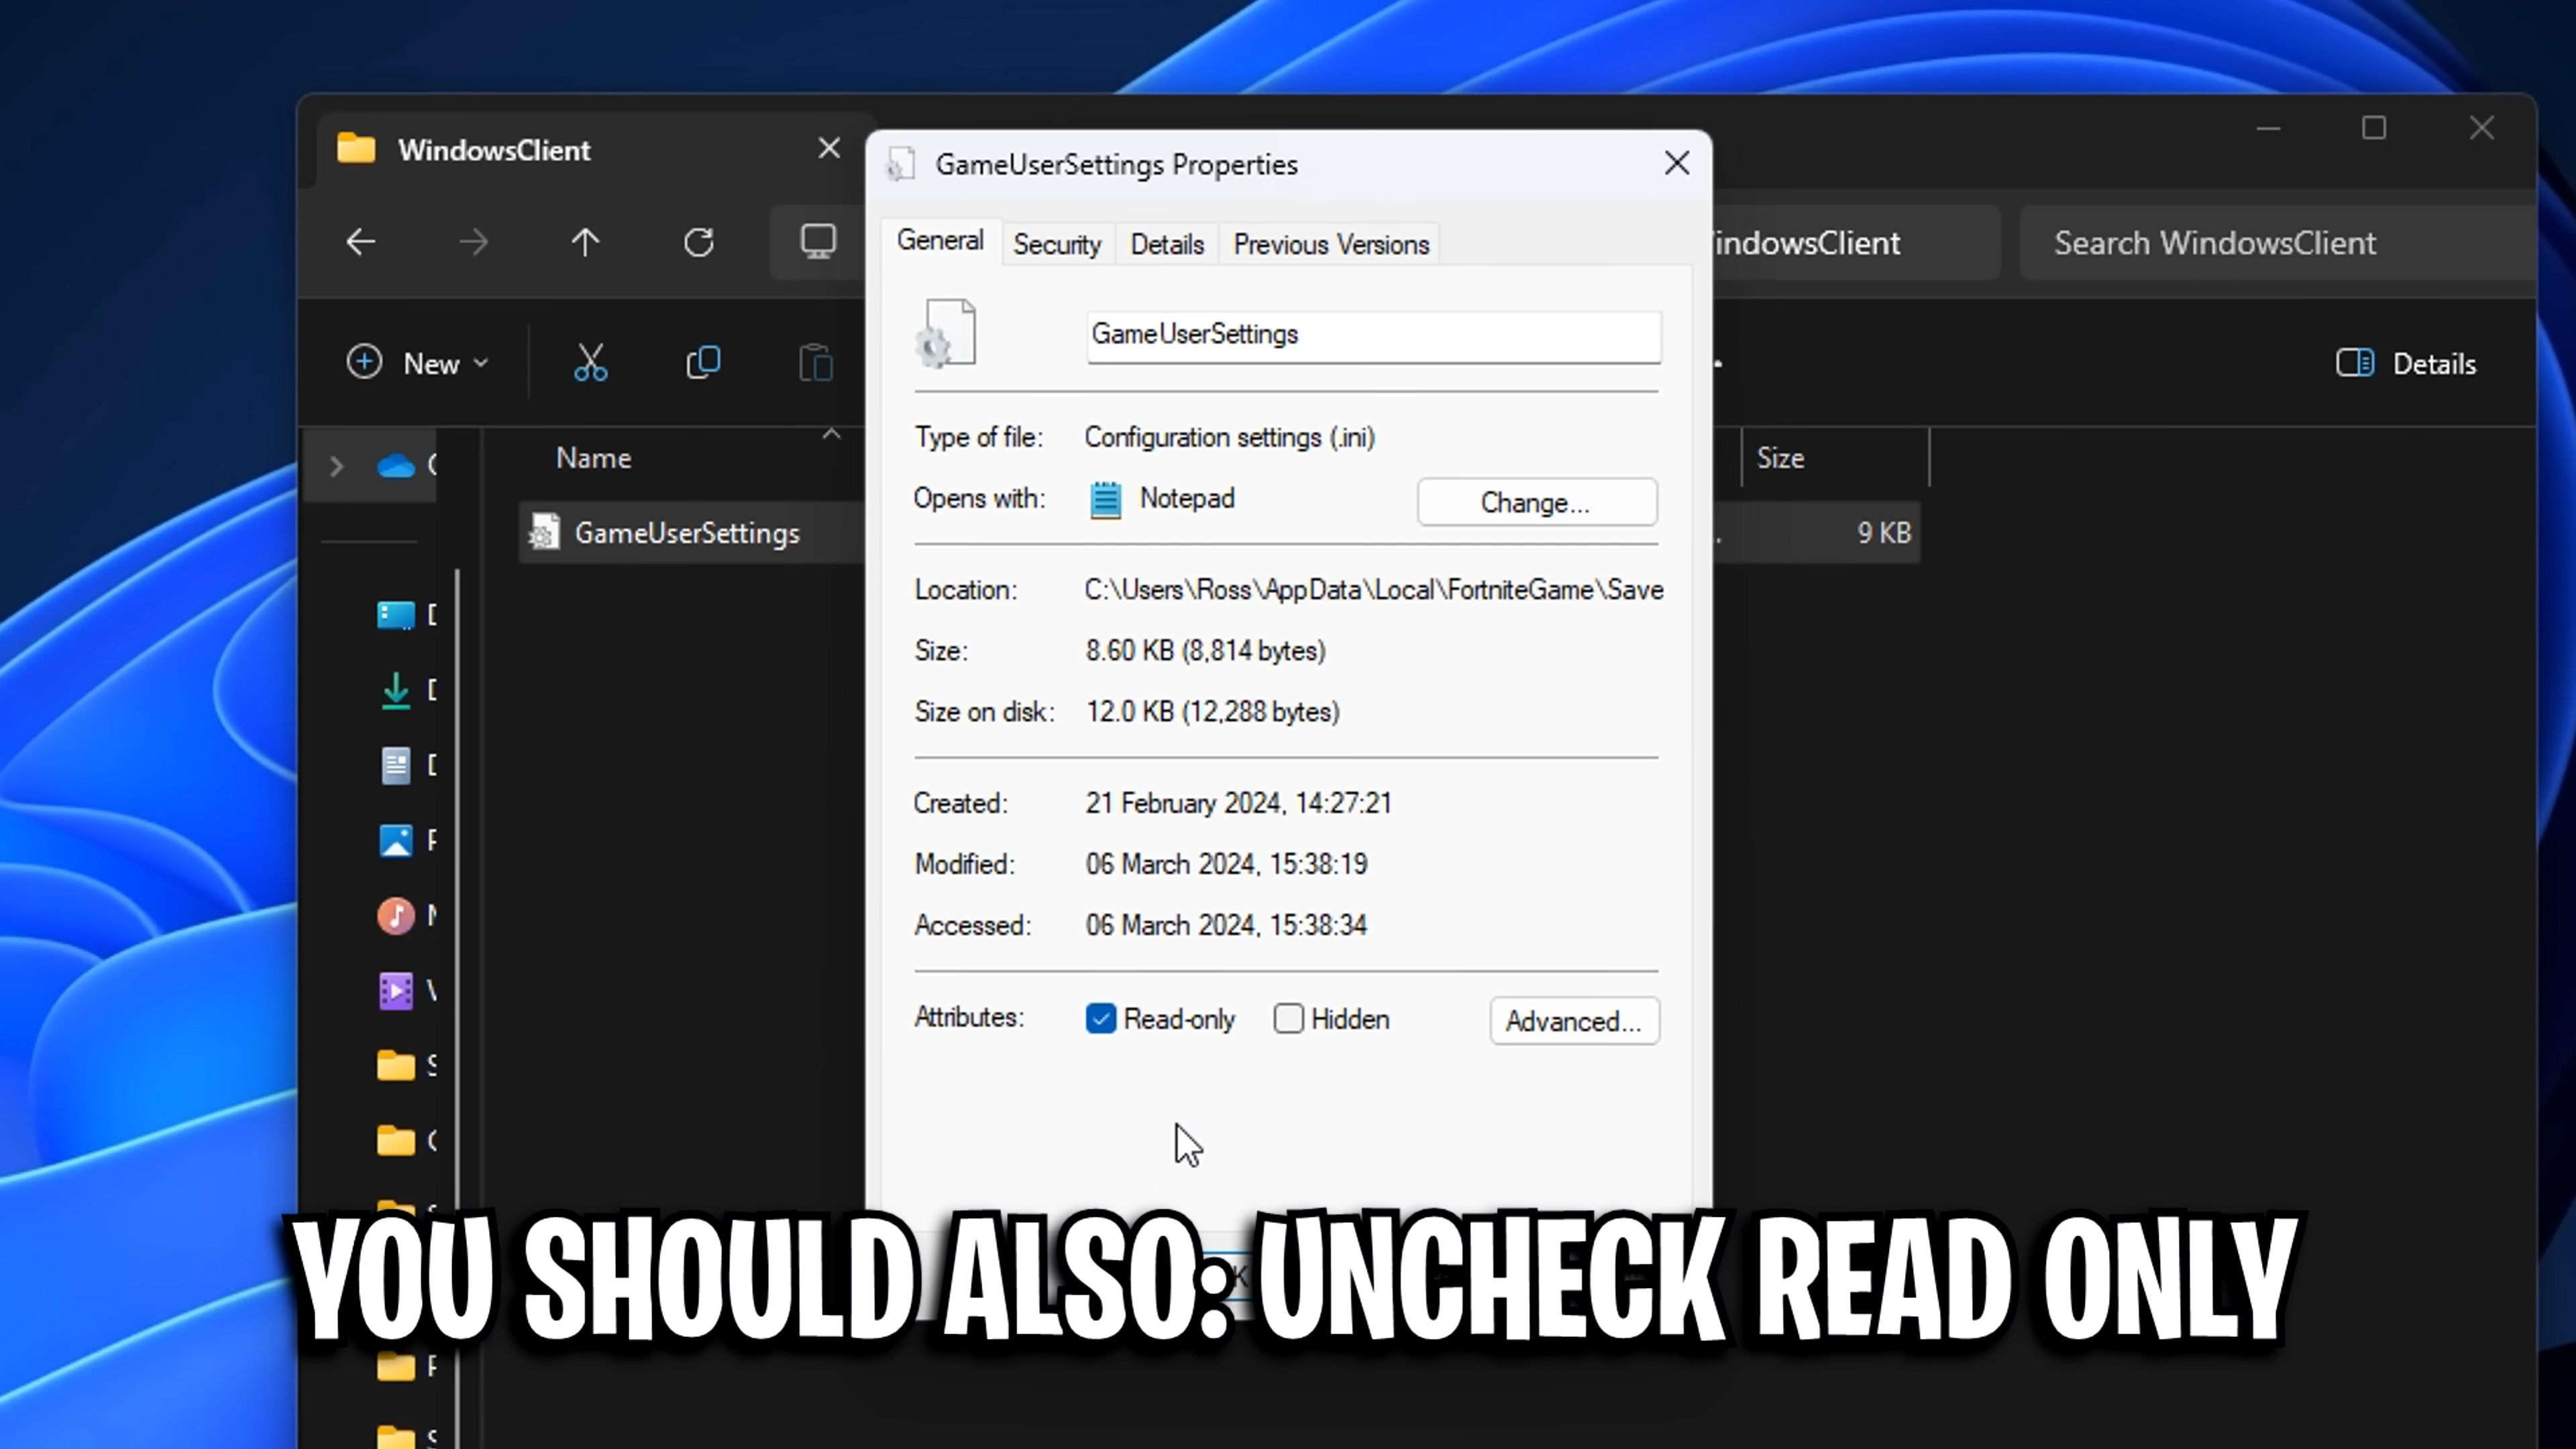 WindowsClient
GameUserSettings Properties
General Security Details Previous Versions
indowsClient
Search WindowsClient
GameUserSettings
New
Details
Type of file: Configuration settings (.ini)
Name
Size
Opens with: Notepad
Change...
GameUserSettings
9 KB
Location: C:\Users\Ross\AppData\Local\FortniteGame\Save
Size: 8.60 KB (8,814 bytes)
Size on disk: 12.0 KB (12,288 bytes)
Created: 21 February 2024, 14:27:21
Modified: 06 March 2024, 15:38:19
Accessed: 06 March 2024, 15:38:34
Attributes: Read-only Hidden
Advanced...
YOU SHOULD ALSO: UNCHECK READ ONLY